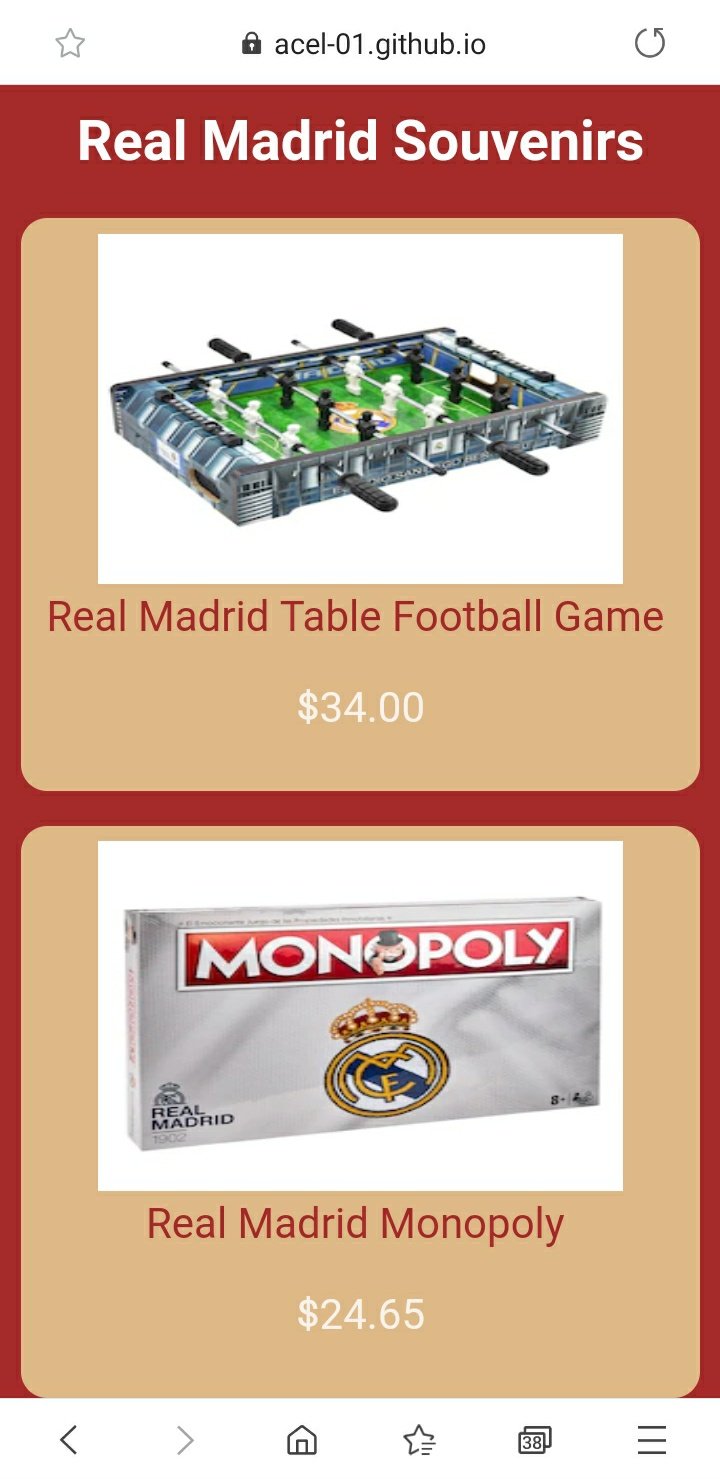 acel-01.github.io
Real Madrid Souvenirs
Real Madrid Table Football Game
$34.00
MONOPOLY
REAL
MADRID
1902
8+
Real Madrid Monopoly
$24.65
38